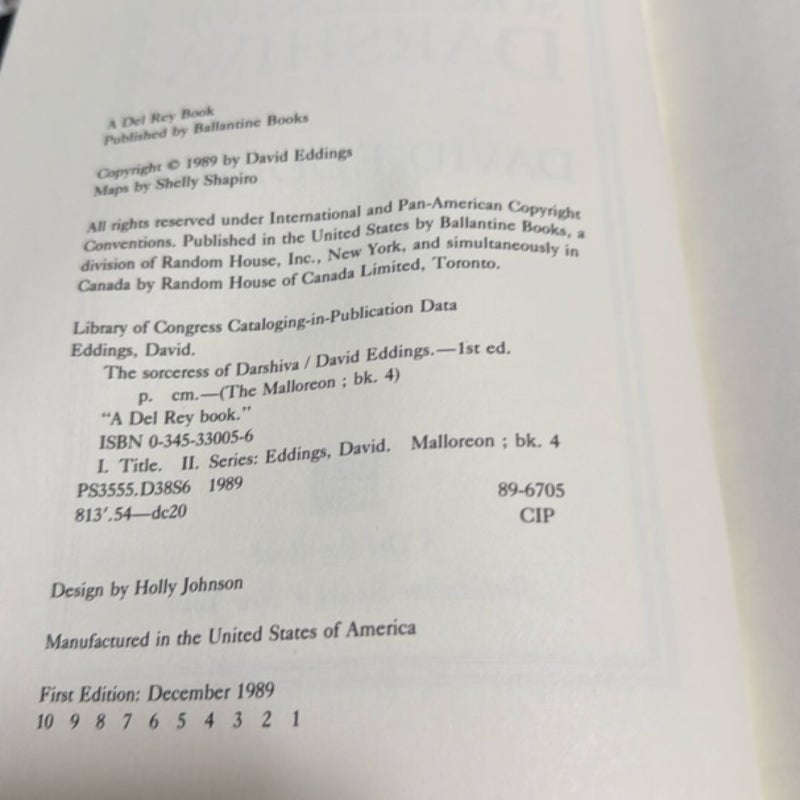 A Del Rey Book
Published by Ballantine Books
Copyright © 1989 by David Eddings
Maps by Shelly Shapiro
All rights reserved under International and Pan-American Copyright
Conventions. Published in the United States by Ballantine Books, a
division of Random House, Inc., New York, and simultaneously in
Canada by Random House of Canada Limited, Toronto.
Library of Congress Cataloging-in-Publication Data
Eddings, David.
The sorceress of Darshiva / David Eddings.—1st ed.
p. cm.—(The Malloreon ; bk. 4)
"A Del Rey book."
ISBN 0-345-33005-6
I. Title. II. Series: Eddings, David. Malloreon ; bk. 4
PS3555.D38S6 1989 89-6705
813'.54—dc20 CIP
Design by Holly Johnson
Manufactured in the United States of America
First Edition: December 1989
10 9 8 7 6 5 4 3 2 1